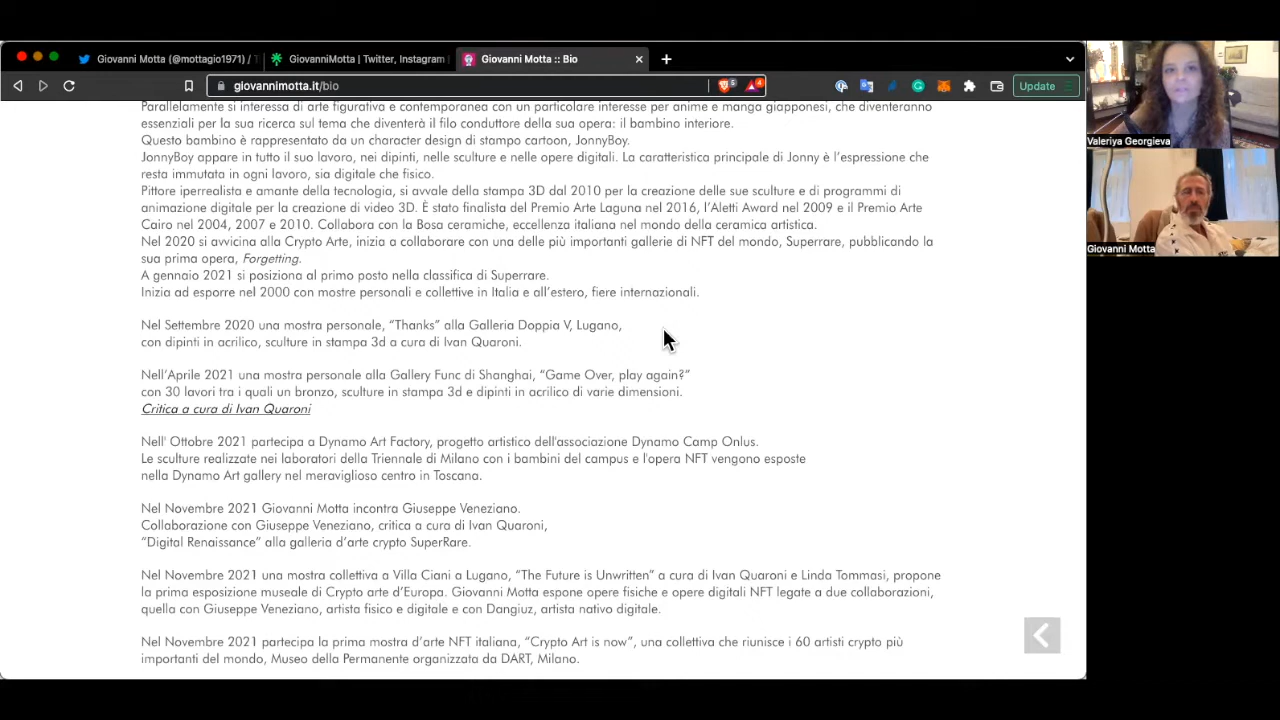 Giovanni Motta (@mottagio1971) / T
GiovanniMotta | Twitter, Instagram
Giovanni Motta :: Bio
giovannimotta.it/bio
5
4
Update
Parallelamente si interessa di arte figurativa e contemporanea con un particolare interesse per anime e manga giapponesi, che diventeranno
essenziali per la sua ricerca sul tema che diventerà il filo conduttore della sua opera: il bambino interiore.
Questo bambino è rappresentato da un character design di stampo cartoon, JonnyBoy.
JonnyBoy appare in tutto il suo lavoro, nei dipinti, nelle sculture e nelle opere digitali. La caratteristica principale di Jonny è l'espressione che
resta immutata in ogni lavoro, sia digitale che fisico.
Pittore iperrealista e amante della tecnologia, si avvale della stampa 3D dal 2010 per la creazione delle sue sculture e di programmi di
animazione digitale per la creazione di video 3D. È stato finalista del Premio Arte Laguna nel 2016, l'Aletti Award nel 2009 e il Premio Arte
Cairo nel 2004, 2007 e 2010. Collabora con la Bosa ceramiche, eccellenza italiana nel mondo della ceramica artistica.
Nel 2020 si avvicina alla Crypto Arte, inizia a collaborare con una delle più importanti gallerie di NFT del mondo, Superrare, pubblicando la
sua prima opera, Forgetting.
A gennaio 2021 si posiziona al primo posto nella classifica di Superrare.
Inizia ad esporre nel 2000 con mostre personali e collettive in Italia e all'estero, fiere internazionali.
Nel Settembre 2020 una mostra personale, "Thanks" alla Galleria Doppia V, Lugano,
con dipinti in acrilico, sculture in stampa 3d a cura di Ivan Quaroni.
Nell'Aprile 2021 una mostra personale alla Gallery Func di Shanghai, "Game Over, play again?"
con 30 lavori tra i quali un bronzo, sculture in stampa 3d e dipinti in acrilico di varie dimensioni.
Critica a cura di Ivan Quaroni
Nell' Ottobre 2021 partecipa a Dynamo Art Factory, progetto artistico dell'associazione Dynamo Camp Onlus.
Le sculture realizzate nei laboratori della Triennale di Milano con i bambini del campus e l'opera NFT vengono esposte
nella Dynamo Art gallery nel meraviglioso centro in Toscana.
Nel Novembre 2021 Giovanni Motta incontra Giuseppe Veneziano.
Collaborazione con Giuseppe Veneziano, critica a cura di Ivan Quaroni,
"Digital Renaissance" alla galleria d'arte crypto SuperRare.
Nel Novembre 2021 una mostra collettiva a Villa Ciani a Lugano, "The Future is Unwritten" a cura di Ivan Quaroni e Linda Tommasi, propone
la prima esposizione museale di Crypto arte d'Europa. Giovanni Motta espone opere fisiche e opere digitali NFT legate a due collaborazioni,
quella con Giuseppe Veneziano, artista fisico e digitale e con Dangiuz, artista nativo digitale.
Nel Novembre 2021 partecipa la prima mostra d'arte NFT italiana, "Crypto Art is now", una collettiva che riunisce i 60 artisti crypto più
importanti del mondo, Museo della Permanente organizzata da DART, Milano.
Valeriya Georgieva
Giovanni Motta